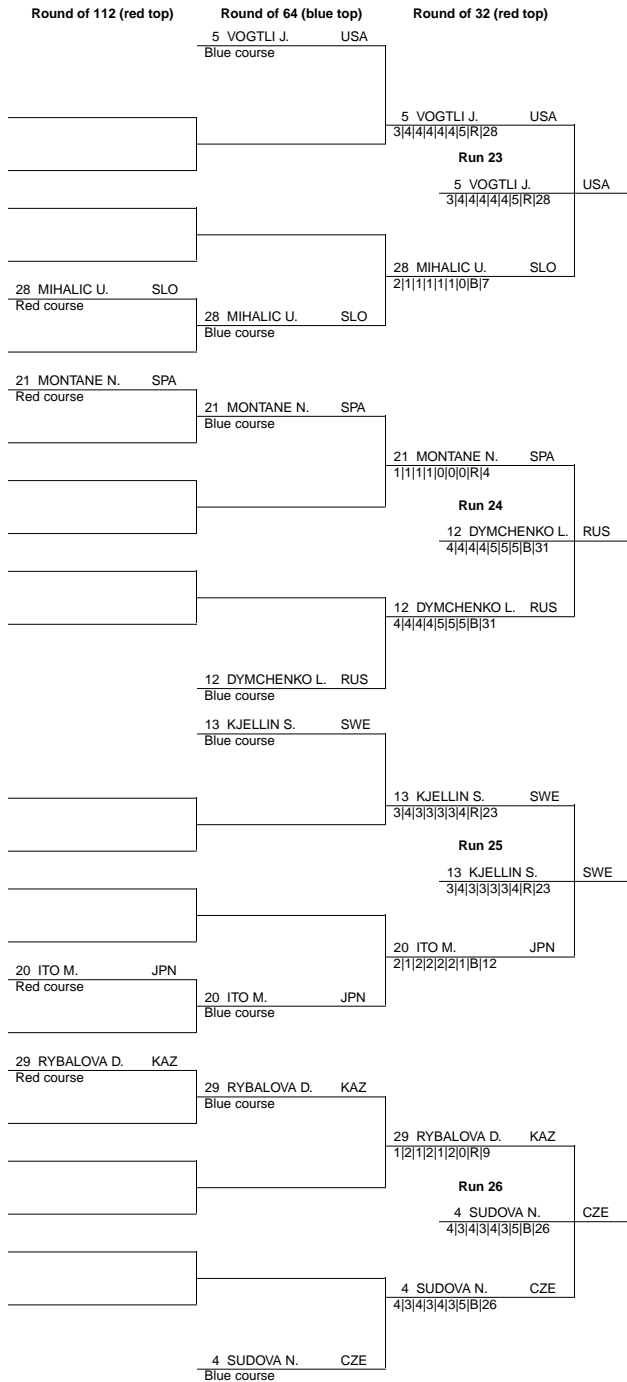 Round of 112 (red top) Round of 64 (blue top) Round of 32 (red top)
5 VOGTLI J. USA
Blue course
5 VOGTLI J. USA
3|4|4|4|4|4|5|R|28
Run 23
5 VOGTLI J. USA
3|4|4|4|4|4|5|R|28
28 MIHALIC U. SLO
2|1|1|1|1|1|0|B|7
28 MIHALIC U. SLO
Red course
28 MIHALIC U. SLO
Blue course
21 MONTANE N. SPA
Red course
21 MONTANE N. SPA
Blue course
21 MONTANE N. SPA
1|1|1|1|0|0|0|R|4
Run 24
12 DYMCHENKO L. RUS
4|4|4|4|5|5|5|B|31
12 DYMCHENKO L. RUS
4|4|4|4|5|5|5|B|31
12 DYMCHENKO L. RUS
Blue course
13 KJELLIN S. SWE
Blue course
13 KJELLIN S. SWE
3|4|3|3|3|3|4|R|23
Run 25
13 KJELLIN S. SWE
3|4|3|3|3|3|4|R|23
20 ITO M. JPN
2|1|2|2|2|2|1|B|12
20 ITO M. JPN
Red course
20 ITO M. JPN
Blue course
29 RYBALOVA D. KAZ
Red course
29 RYBALOVA D. KAZ
Blue course
29 RYBALOVA D. KAZ
1|2|1|2|1|2|0|R|9
Run 26
4 SUDOVA N. CZE
4|3|4|3|4|3|5|B|26
4 SUDOVA N. CZE
4|3|4|3|4|3|5|B|26
4 SUDOVA N. CZE
Blue course